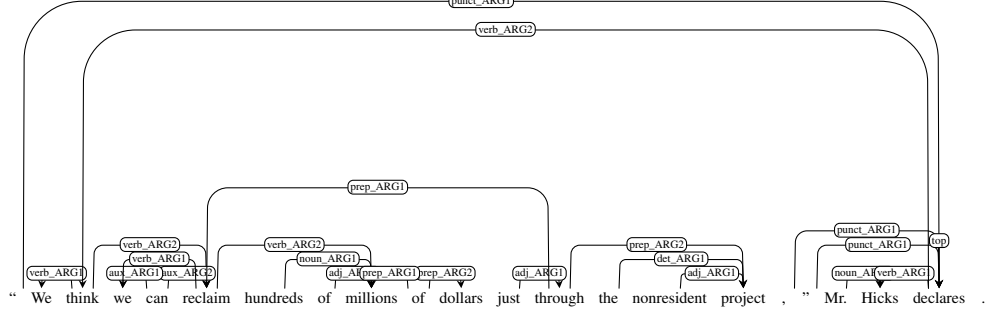 punct_ARG1
verb_ARG2
prep_ARG1
punct_ARG1
verb_ARG2 verb_ARG2 prep_ARG2 punct_ARG1 top
verb_ARG1 noun_ARG1 det_ARG1
verb_ARG1 aux_ARG1 aux_ARG2 prep_ARG1 prep_ARG2 adj_ARG1 adj_ARG1 verb_ARG1
“ We think we can reclaim hundreds of millions of dollars just through the nonresident project , ” Mr. Hicks declares .